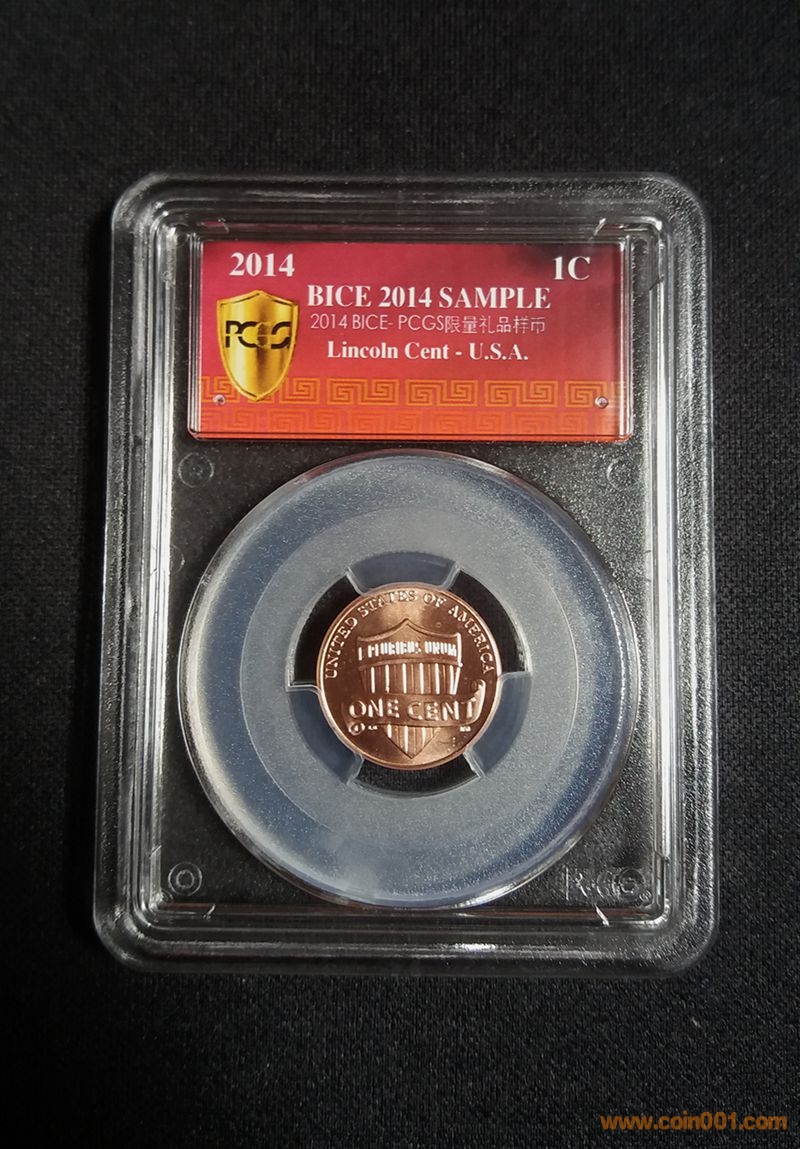 2014
1C
BICE 2014 SAMPLE
2014 BICE- PCGS限量礼品样币
Lincoln Cent - U.S.A.
PCGS
UNITED STATES OF AMERICA
E PLURIBUS UNUM
ONE CENT
PCGS
www.coin001.com